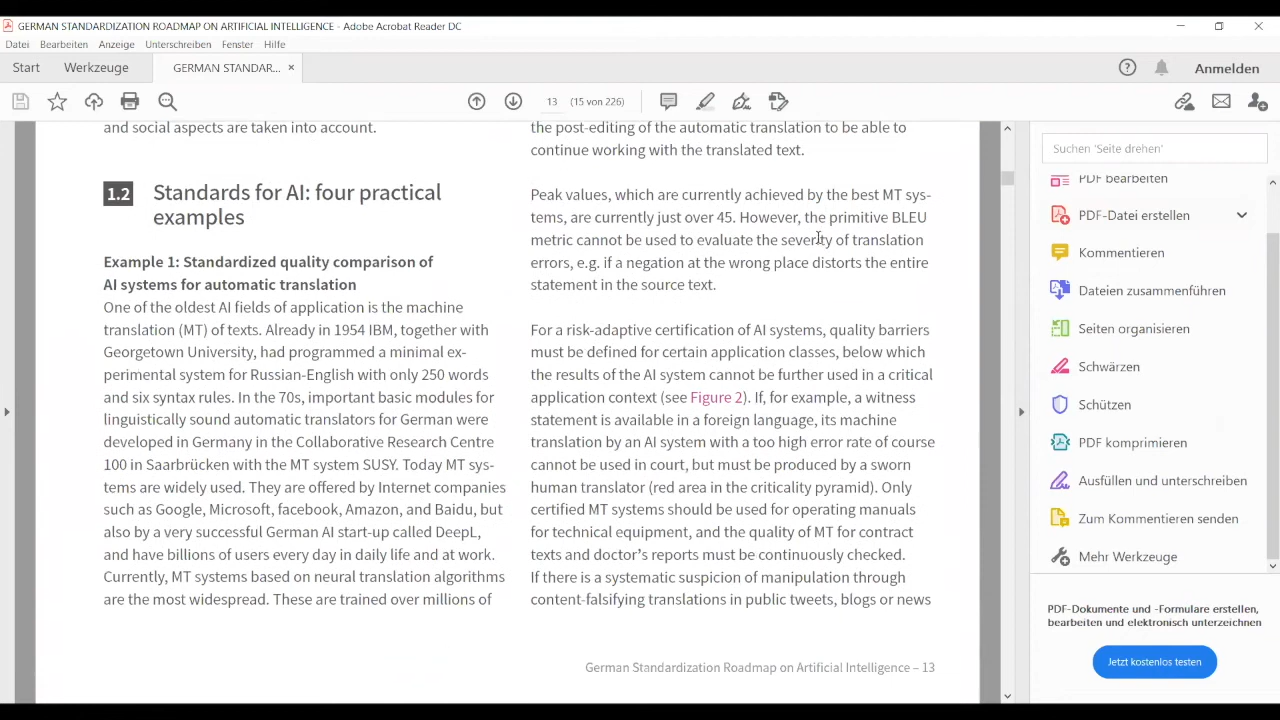 GERMAN STANDARDIZATION ROADMAP ON ARTIFICIAL INTELLIGENCE - Adobe Acrobat Reader DC
Datei Bearbeiten Anzeige Unterschreiben Fenster Hilfe
Start Werkzeuge GERMAN STANDAR... ×
Anmelden
13 (15 von 226)
and social aspects are taken into account.
1.2 Standards for AI: four practical
examples
Example 1: Standardized quality comparison of
AI systems for automatic translation
One of the oldest AI fields of application is the machine
translation (MT) of texts. Already in 1954 IBM, together with
Georgetown University, had programmed a minimal ex-
perimental system for Russian-English with only 250 words
and six syntax rules. In the 70s, important basic modules for
linguistically sound automatic translators for German were
developed in Germany in the Collaborative Research Centre
100 in Saarbrücken with the MT system SUSY. Today MT sys-
tems are widely used. They are offered by Internet companies
such as Google, Microsoft, facebook, Amazon, and Baidu, but
also by a very successful German AI start-up called DeepL,
and have billions of users every day in daily life and at work.
Currently, MT systems based on neural translation algorithms
are the most widespread. These are trained over millions of
the post-editing of the automatic translation to be able to
continue working with the translated text.
Peak values, which are currently achieved by the best MT sys-
tems, are currently just over 45. However, the primitive BLEU
metric cannot be used to evaluate the severity of translation
errors, e.g. if a negation at the wrong place distorts the entire
statement in the source text.
For a risk-adaptive certification of AI systems, quality barriers
must be defined for certain application classes, below which
the results of the AI system cannot be further used in a critical
application context (see Figure 2). If, for example, a witness
statement is available in a foreign language, its machine
translation by an AI system with a too high error rate of course
cannot be used in court, but must be produced by a sworn
human translator (red area in the criticality pyramid). Only
certified MT systems should be used for operating manuals
for technical equipment, and the quality of MT for contract
texts and doctor’s reports must be continuously checked.
If there is a systematic suspicion of manipulation through
content-falsifying translations in public tweets, blogs or news
German Standardization Roadmap on Artificial Intelligence – 13
Suchen 'Seite drehen'
PDF bearbeiten
PDF-Datei erstellen
Kommentieren
Dateien zusammenführen
Seiten organisieren
Schwärzen
Schützen
PDF komprimieren
Ausfüllen und unterschreiben
Zum Kommentieren senden
Mehr Werkzeuge
PDF-Dokumente und -Formulare erstellen,
bearbeiten und elektronisch unterzeichnen
Jetzt kostenlos testen